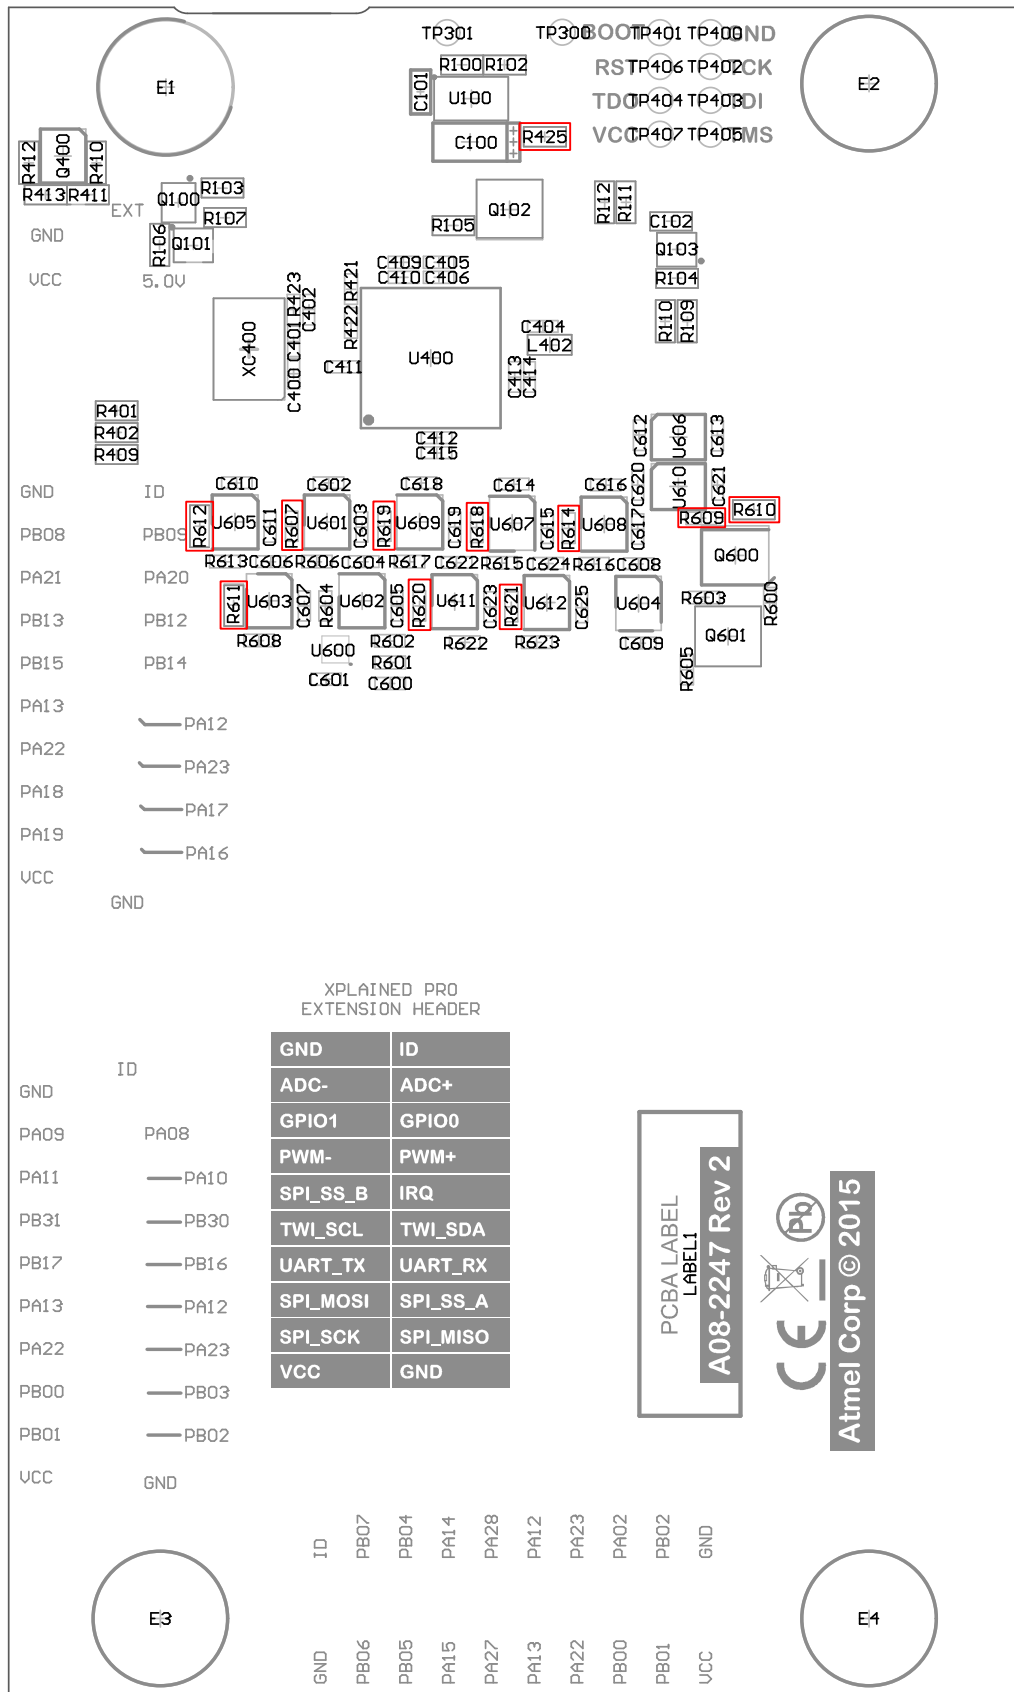 TP301 TP300 BOOT TP401 TP400 GND
R100 R102 RST TP406 TP402 TCK
E1 C101 U100 TDO TP404 TP403 TDI E2
C100 +++ R425 VCC TP407 TP405 TMS
R412 Q400 R410
R413 R411 Q100 R103
EXT R107 R105 Q102 R112 R111 C102
GND R106 Q101 Q103
VCC 5.0V C409 C405 R104
C410 C406
R423 C402 R421
XC400 C401 R422 U400 C404 R110 R109
L402
C400 C411 C413 C414
R401
R402 C412 C612 U606 C613
R409 C415
GND ID C610 C602 C618 C614 C616 C620 U610 C621
R612 U605 C611 R607 U601 C603 R619 U609 C619 R618 U607 C615 R614 U608 C617 R609 R610
PB08 PB09
R613 C606 R606 C604 R617 C622 R615 C624 R616 C608 Q600
PA21 PA20
R611 U603 C607 R604 U602 C605 R620 U611 C623 R621 U612 C625 U604 R603 R600
PB13 PB12
R608 U600 R602 R622 R623 C609 Q601
PB15 PB14 R601 R605
C601 C600
PA13
PA12
PA22
PA23
PA18
PA17
PA19
PA16
VCC
GND
XPLAINED PRO
EXTENSION HEADER
GND ID
ADC- ADC+
GPIO1 GPIO0
PWM- PWM+
SPI_SS_B IRQ
TWI_SCL TWI_SDA
UART_TX UART_RX
SPI_MOSI SPI_SS_A
SPI_SCK SPI_MISO
VCC GND
ID
GND
PA09 PA08
PA11 PA10
PB31 PB30
PB17 PB16
PA13 PA12
PA22 PA23
PB00 PB03
PB01 PB02
VCC GND
PCBA LABEL
LABEL1
A08-2247 Rev 2
Pb
CE
Atmel Corp © 2015
ID PB07 PB04 PA14 PA28 PA12 PA23 PA02 PB02 GND
E3 E4
GND PB06 PB05 PA15 PA27 PA13 PA22 PB00 PB01 VCC